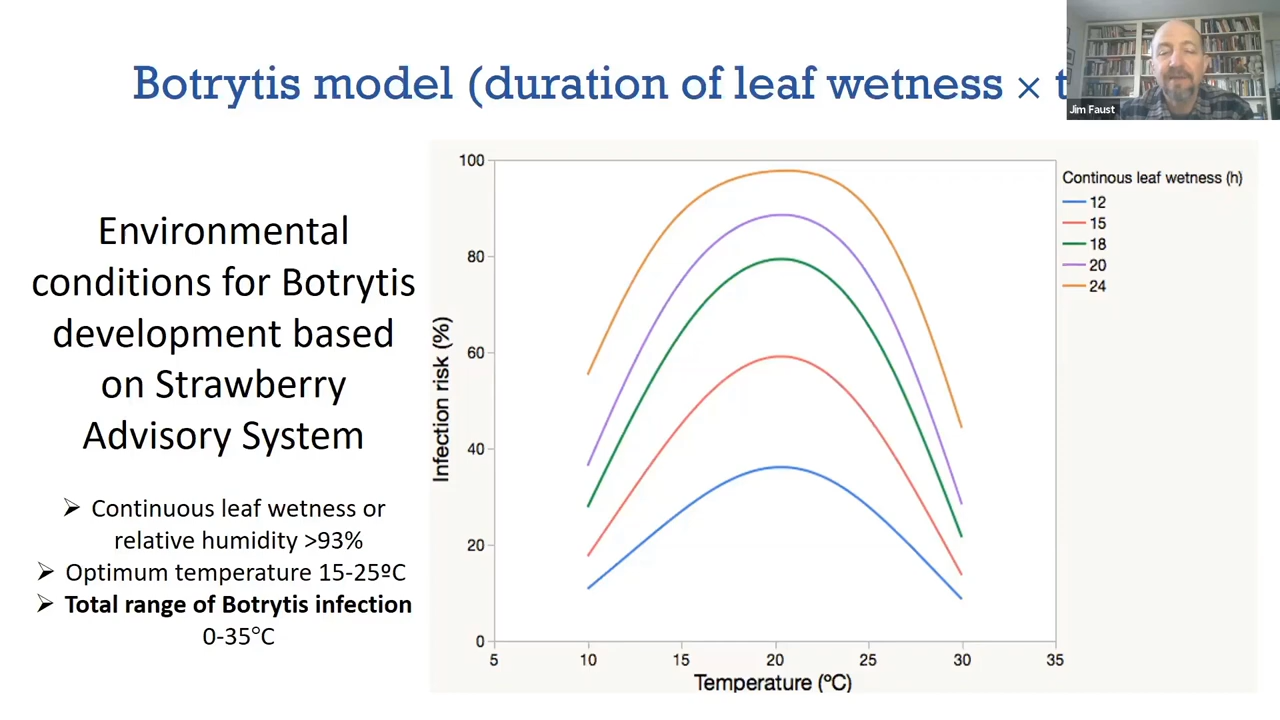 Botrytis model (duration of leaf wetness × t
Jim Faust
Environmental
conditions for Botrytis
development based
on Strawberry
Advisory System
➢ Continuous leaf wetness or
relative humidity >93%
➢ Optimum temperature 15-25ºC
➢ Total range of Botrytis infection
0-35°C
Infection risk (%)
100
80
60
40
20
0
5 10 15 20 25 30 35
Temperature (ºC)
Continous leaf wetness (h)
12
15
18
20
24